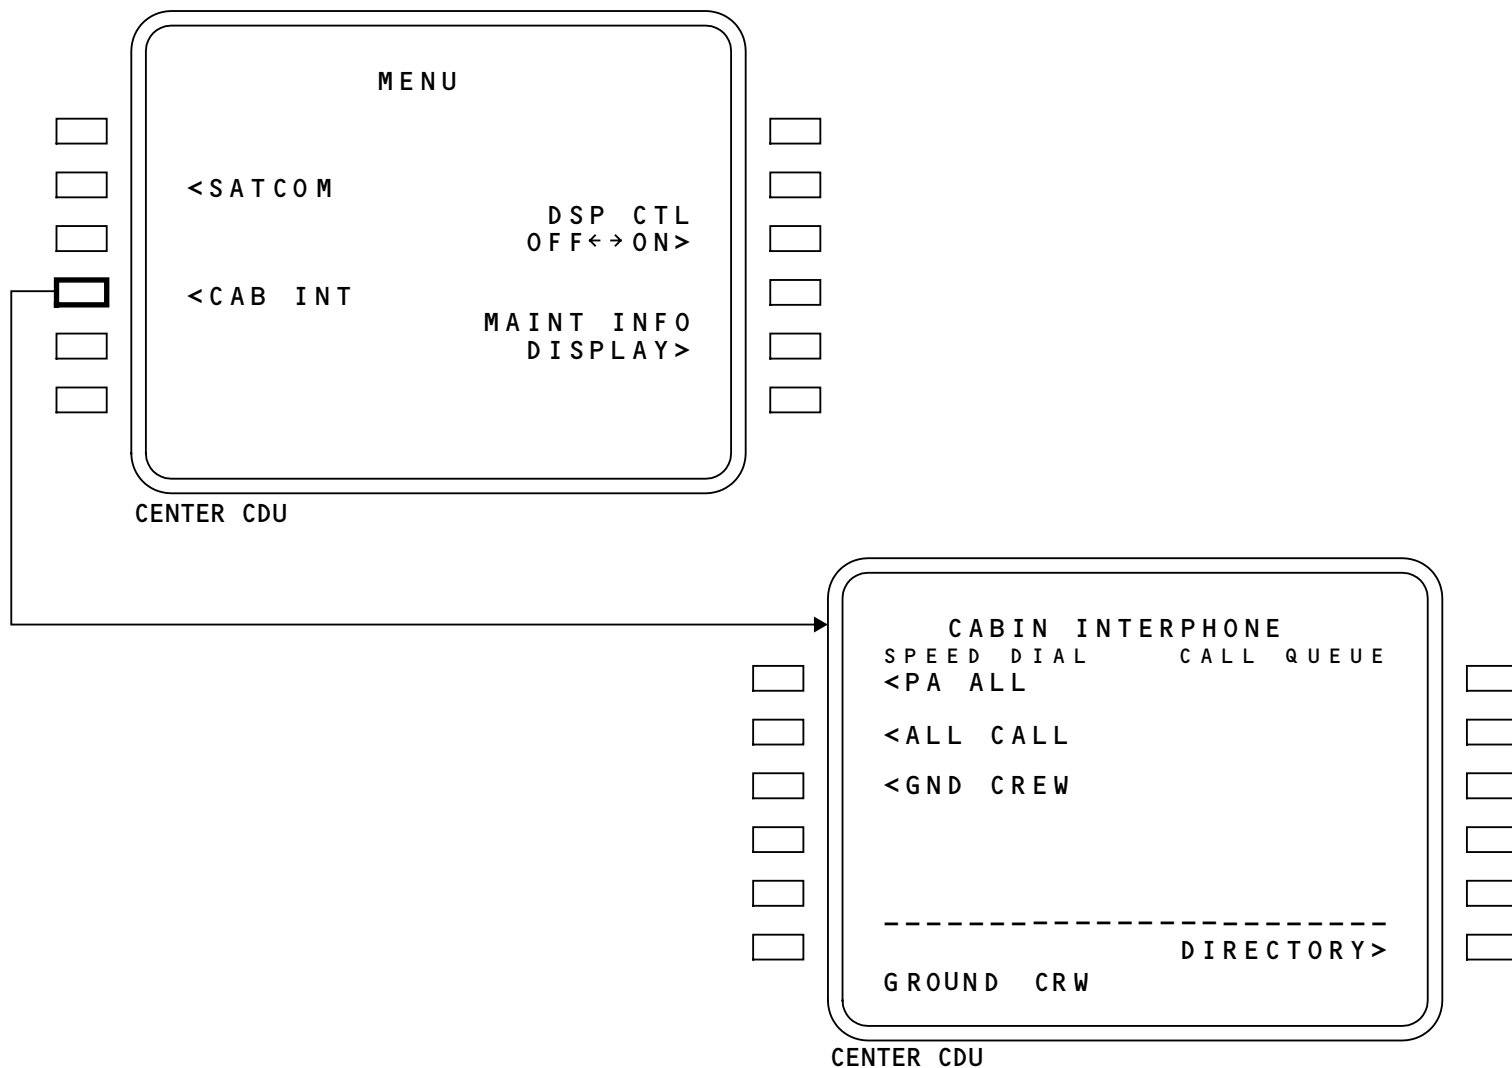 MENU
<SATCOM
DSP CTL
OFF←→ON>
<CAB INT
MAINT INFO
DISPLAY>
CENTER CDU
CABIN INTERPHONE
SPEED DIAL CALL QUEUE
<PA ALL
<ALL CALL
<GND CREW
------------------------
DIRECTORY>
GROUND CRW
CENTER CDU